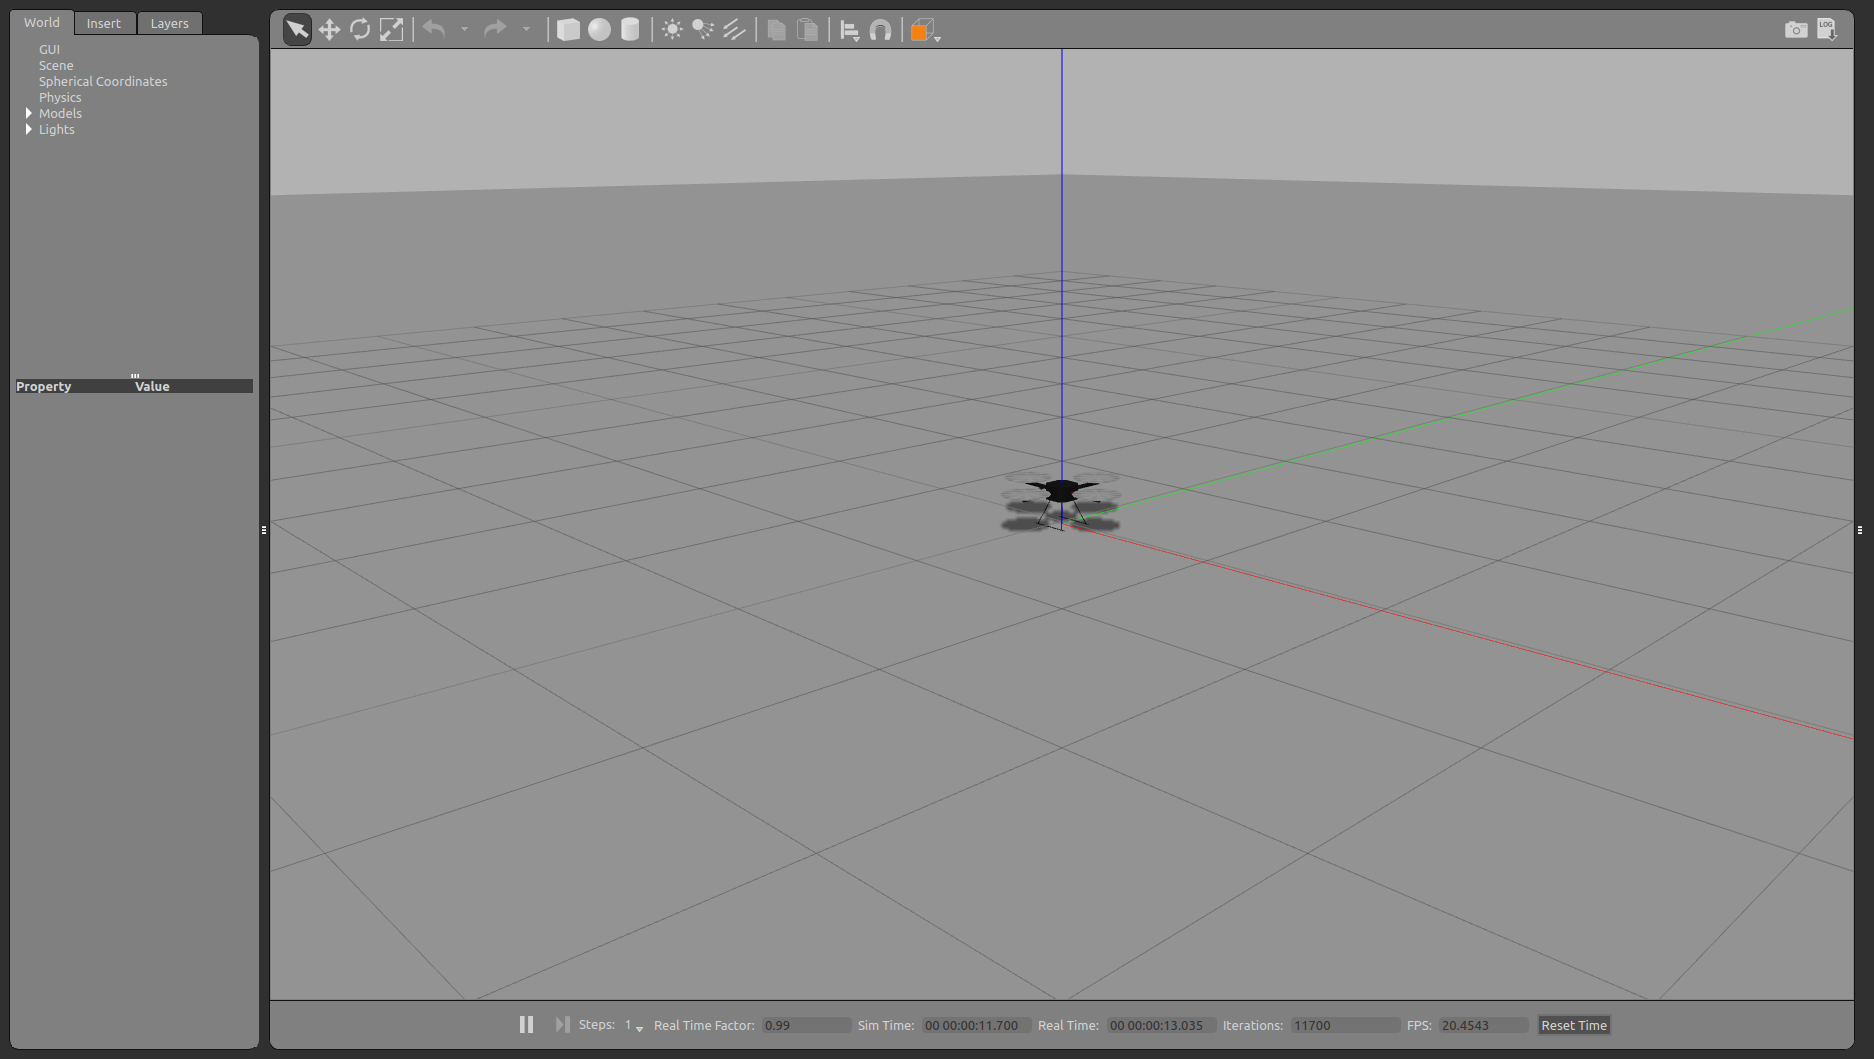 World Insert Layers
GUI
Scene
Spherical Coordinates
Physics
Models
Lights
Property Value
LOG
Steps: 1 Real Time Factor: 0.99 Sim Time: 00 00:00:11.700 Real Time: 00 00:00:13.035 Iterations: 11700 FPS: 20.4543 Reset Time